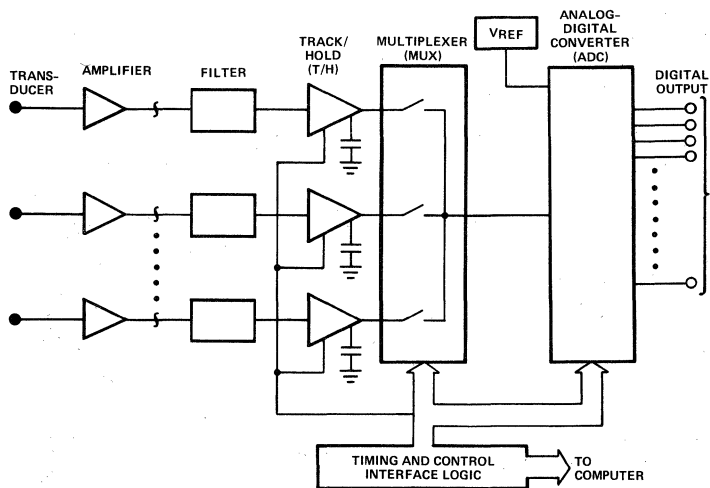 TRANS-
DUCER
AMPLIFIER
FILTER
TRACK/
HOLD
(T/H)
MULTIPLEXER
(MUX)
VREF
ANALOG-
DIGITAL
CONVERTER
(ADC)
DIGITAL
OUTPUT
TIMING AND CONTROL
INTERFACE LOGIC
TO
COMPUTER